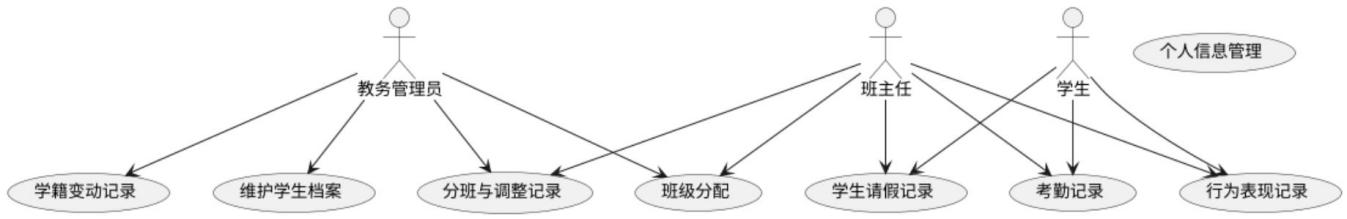 个人信息管理
教务管理员
班主任
学生
学籍变动记录
维护学生档案
分班与调整记录
班级分配
学生请假记录
考勤记录
行为表现记录